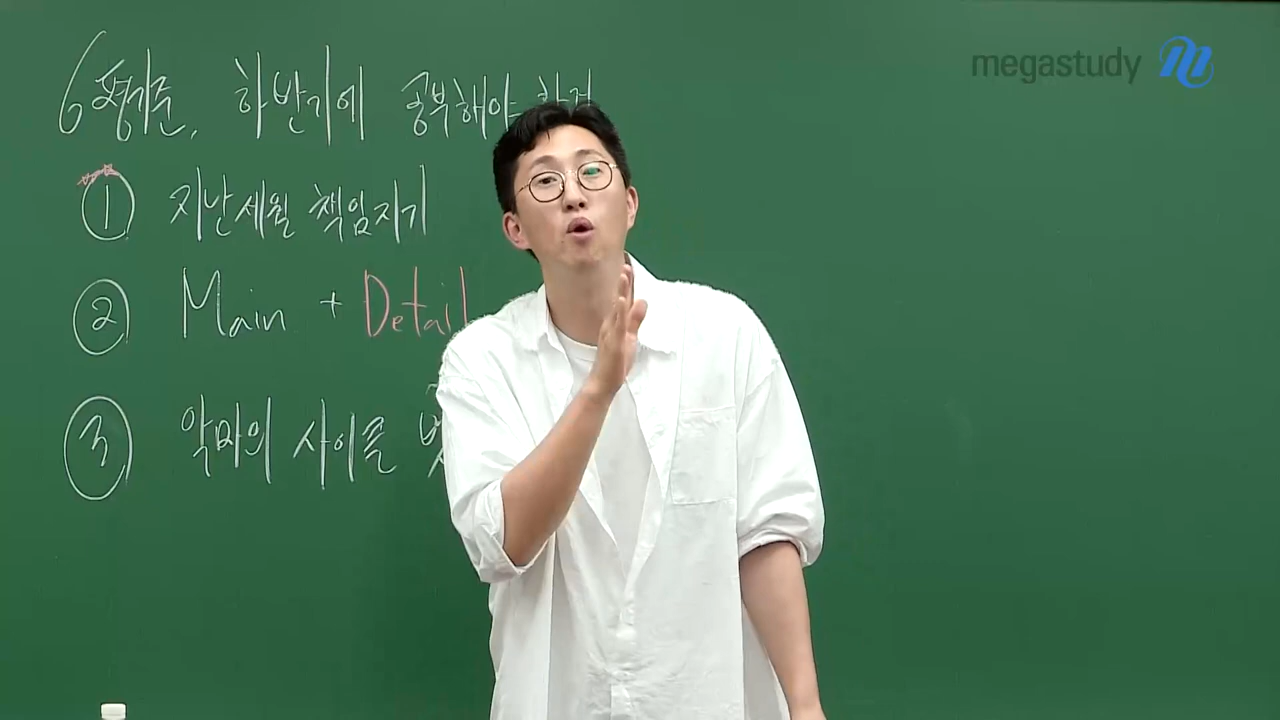 6평기준, 하반기에 공부해야 할것
megastudy
① 지난세월 책임지기
② Main + Detail
③ 악마의 사이클